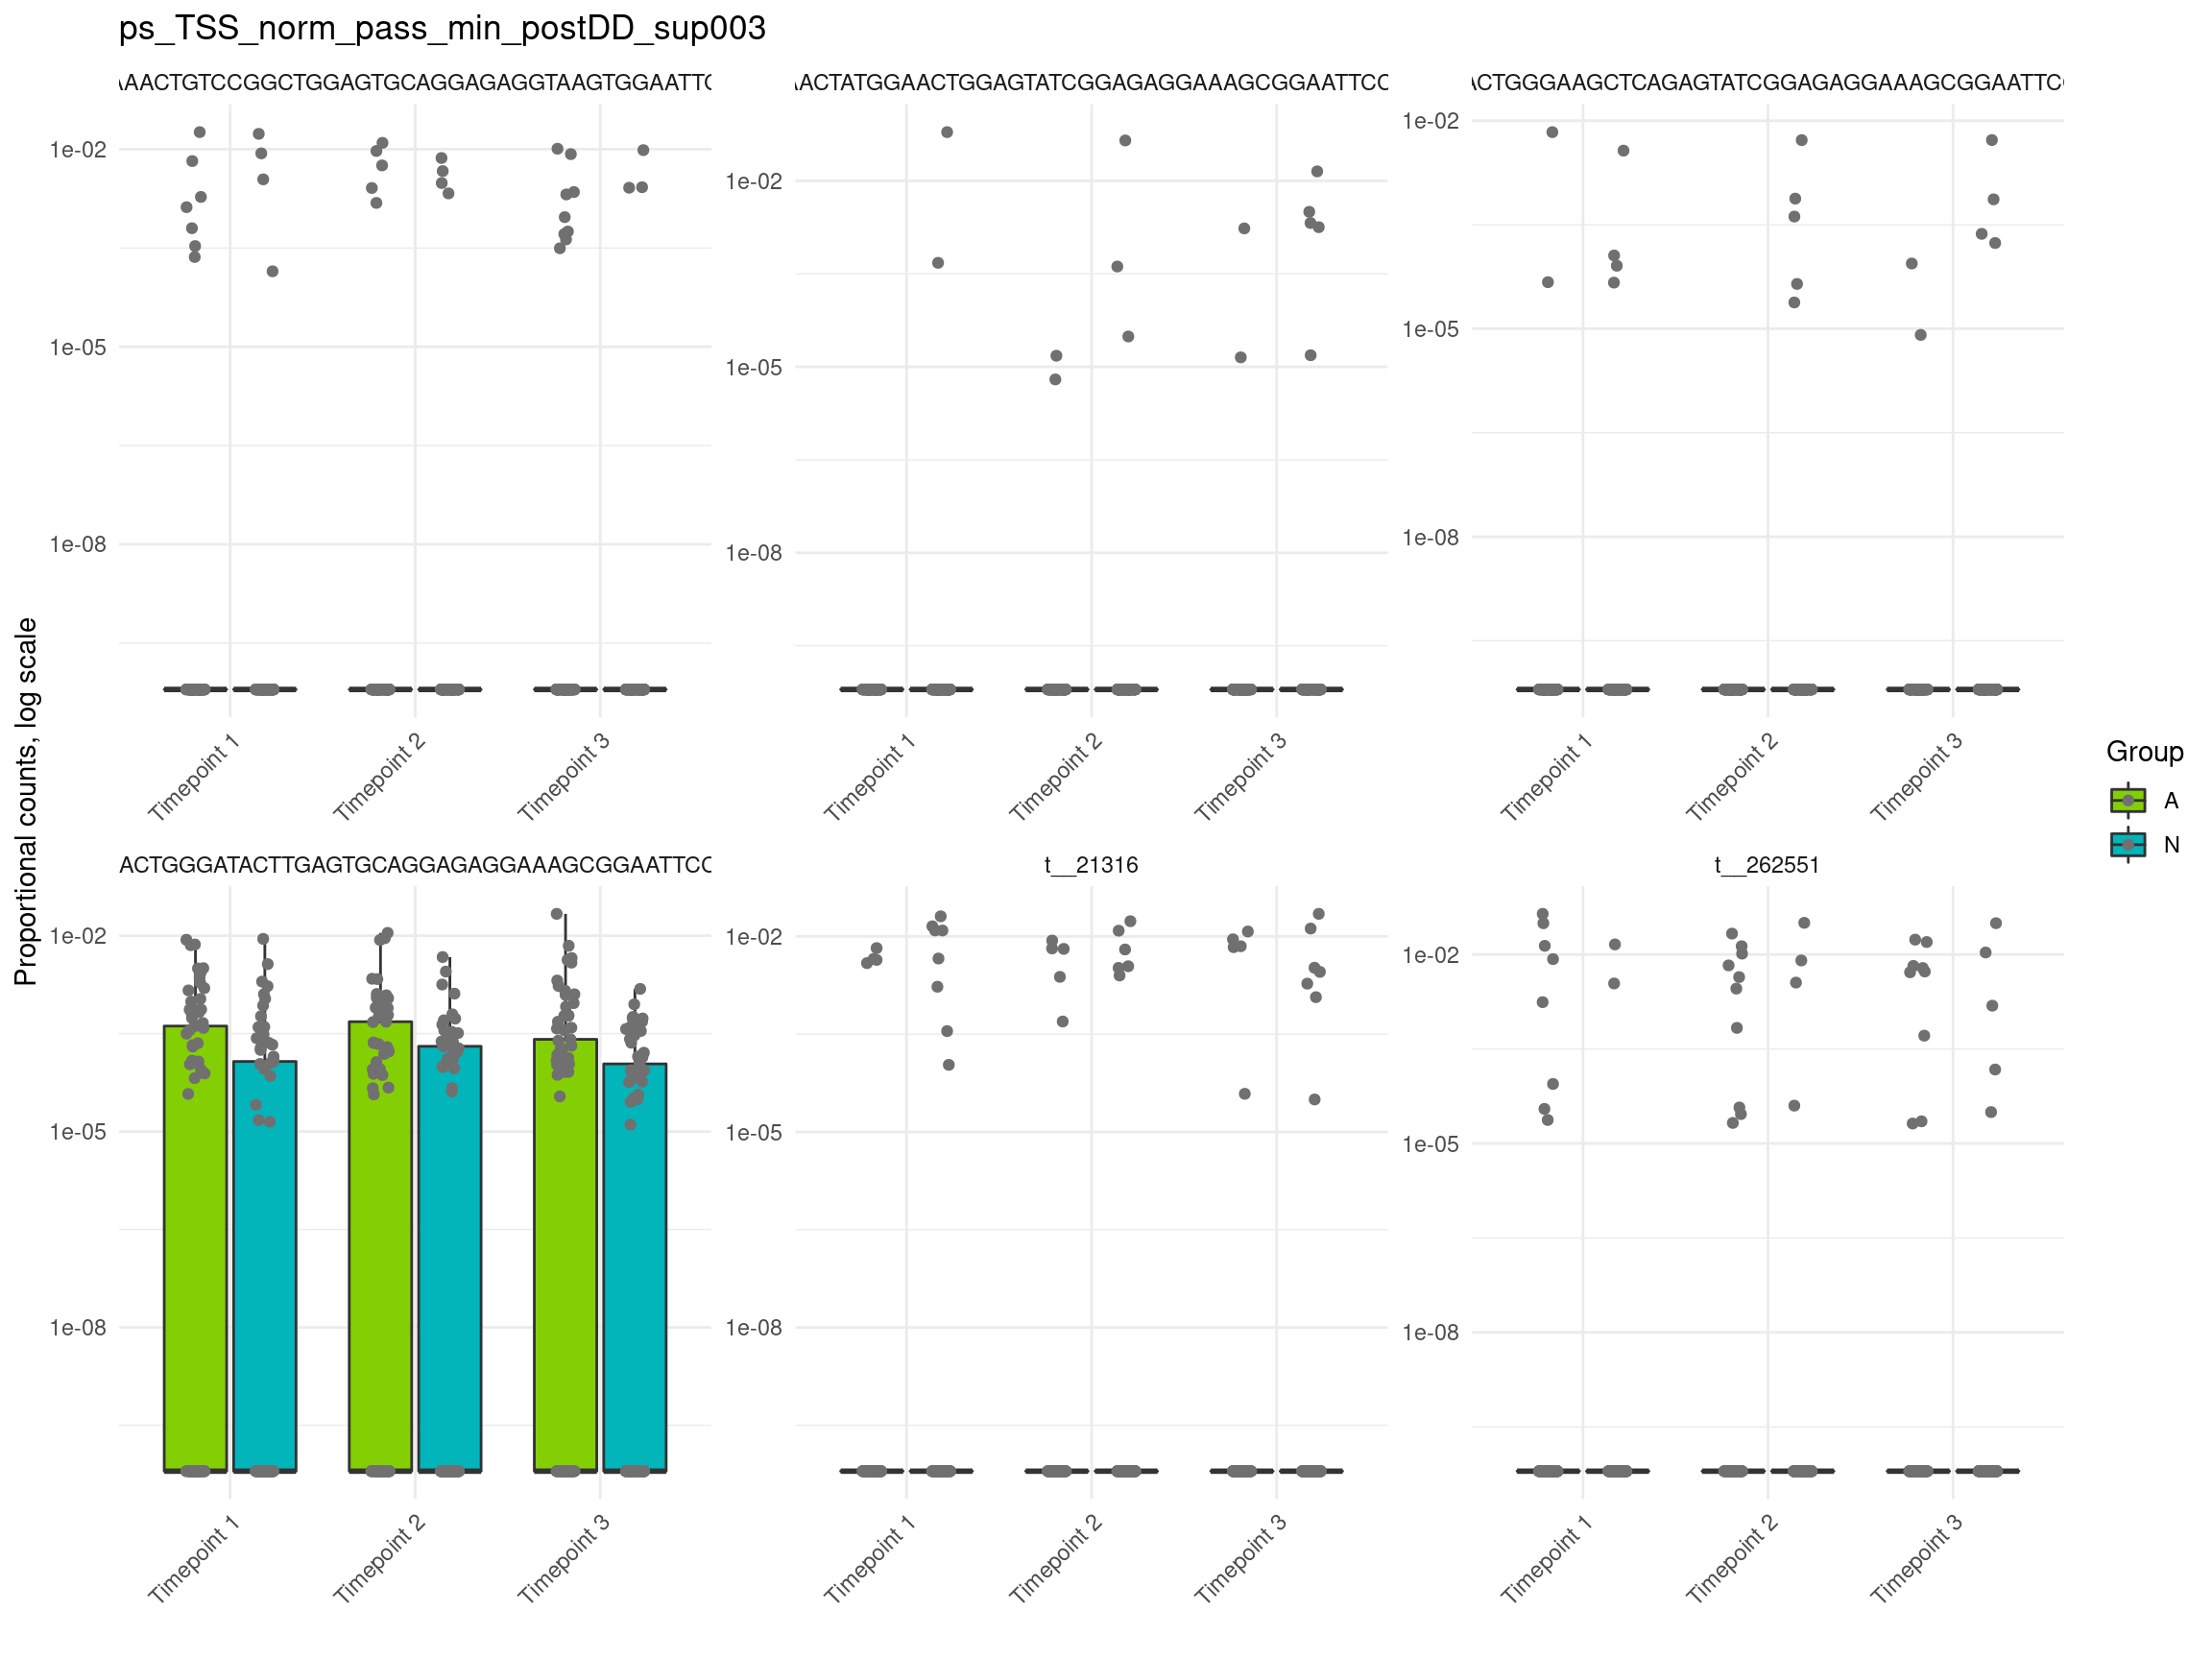 ps_TSS_norm_pass_min_postDD_sup003
AAACTGTCCGGCTGGAGTGCAGGAGAGGTAAGTGGAATTC
AACTATGGAACTGGAGTATCGGAGAGGAAAGCGGAATTCC
ACTGGGAAGCTCAGAGTATCGGAGAGGAAAGCGGAATTCC
1e-02
1e-05
1e-08
1e-02
1e-05
1e-08
1e-02
1e-05
1e-08
Timepoint 1
Timepoint 2
Timepoint 3
Timepoint 1
Timepoint 2
Timepoint 3
Timepoint 1
Timepoint 2
Timepoint 3
Proportional counts, log scale
ACTGGGATACTTGAGTGCAGGAGAGGAAAGCGGAATTCC
t__21316
t__262551
1e-02
1e-05
1e-08
1e-02
1e-05
1e-08
1e-02
1e-05
1e-08
Timepoint 1
Timepoint 2
Timepoint 3
Timepoint 1
Timepoint 2
Timepoint 3
Timepoint 1
Timepoint 2
Timepoint 3
Group
A
N